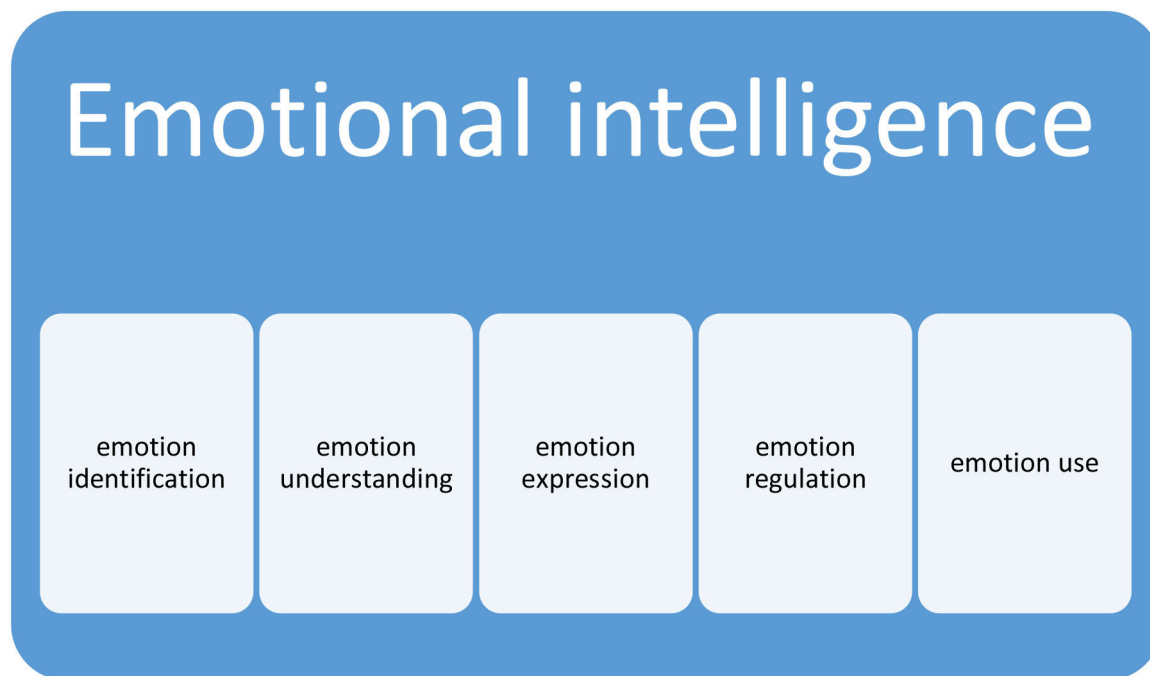 Emotional intelligence
emotion
identification
emotion
understanding
emotion
expression
emotion
regulation
emotion use